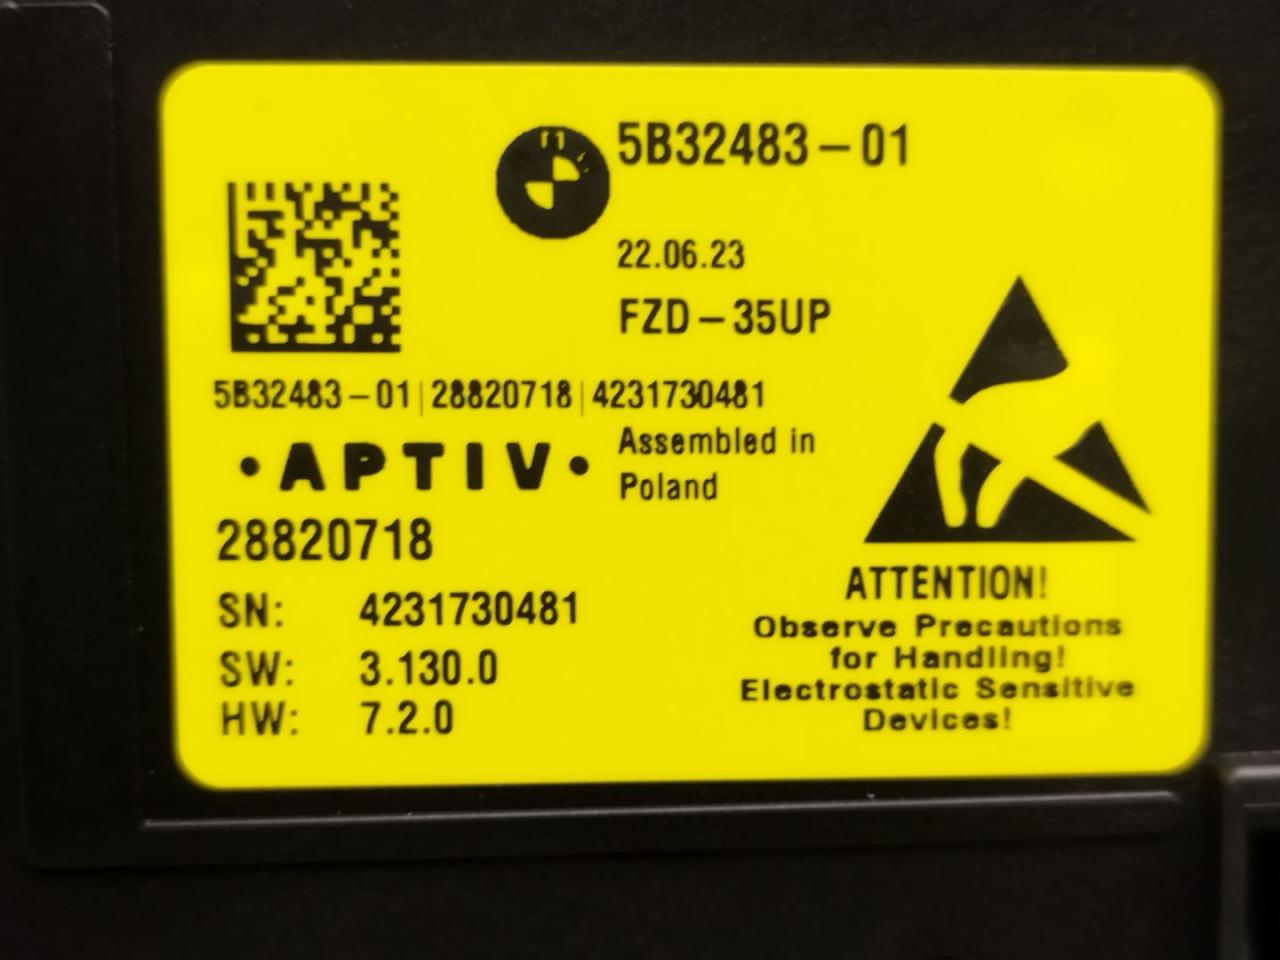 5B32483-01
22.06.23
FZD-35UP
5B32483-01|28820718|4231730481
•APTIV•
Assembled in
Poland
28820718
SN: 4231730481
SW: 3.130.0
HW: 7.2.0
ATTENTION!
Observe Precautions
for Handling!
Electrostatic Sensitive
Devices!